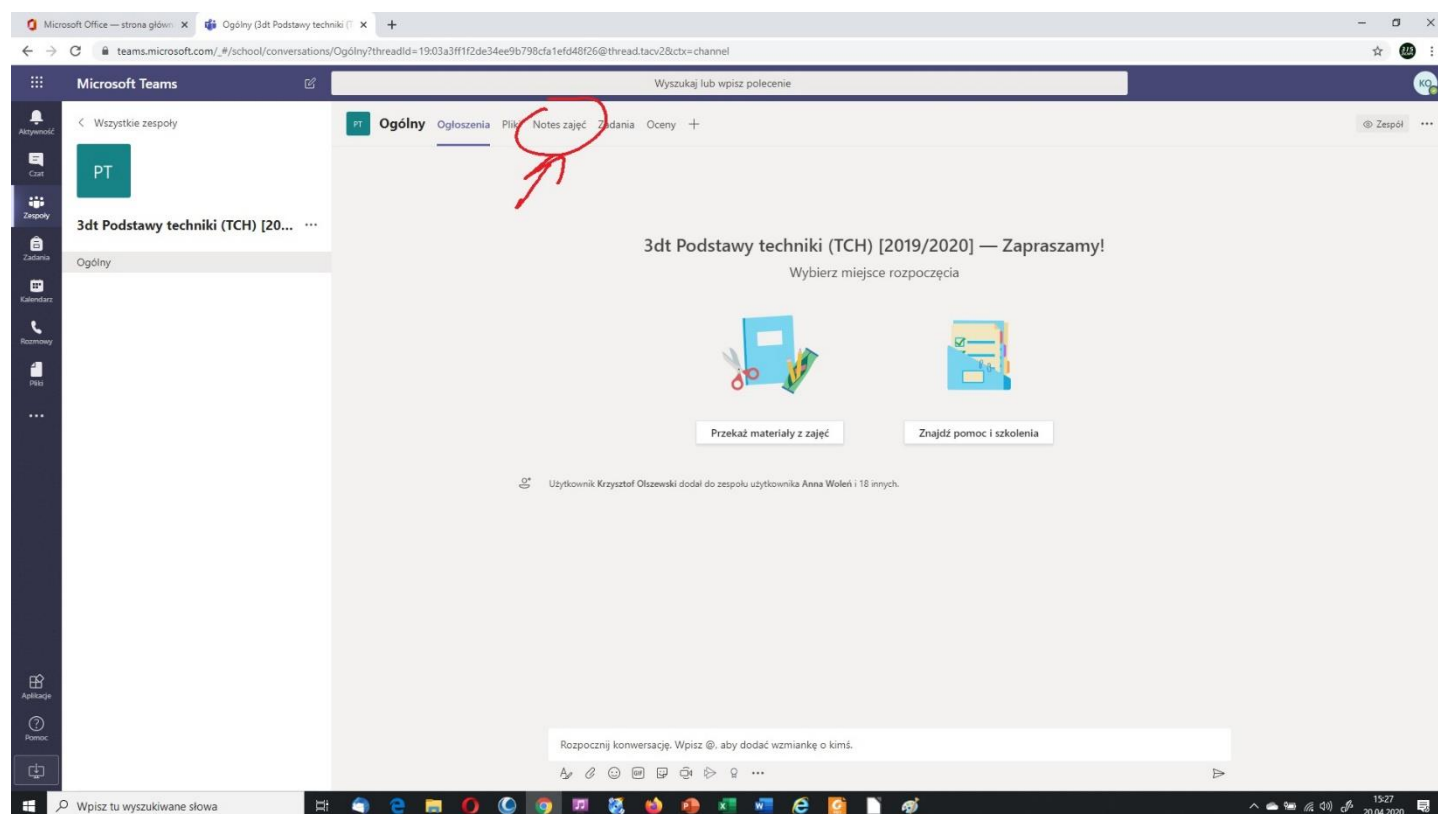 Microsoft Office — strona główn
Ogólny (3dt Podstawy techniki (T
teams.microsoft.com/_#/school/conversations/Ogólny?threadId=19:03a3ff1f2de34ee9b798cfa1efd48f26@thread.tacv2&ctx=channel
Microsoft Teams
Wyszukaj lub wpisz polecenie
KO
Aktywność
Czat
Zespoły
Zadania
Kalendarz
Rozmowy
Pliki
Aplikacje
Pomoc
Wszystkie zespoły
PT
3dt Podstawy techniki (TCH) [20...
Ogólny
PT Ogólny Ogłoszenia Pliki Notes zajęć Zadania Oceny
Zespół
3dt Podstawy techniki (TCH) [2019/2020] — Zapraszamy!
Wybierz miejsce rozpoczęcia
Przekaż materiały z zajęć
Znajdź pomoc i szkolenia
Użytkownik Krzysztof Olszewski dodał do zespołu użytkownika Anna Woleń i 18 innych.
Rozpocznij konwersację. Wpisz @, aby dodać wzmiankę o kimś.
GIF
Wpisz tu wyszukiwane słowa
15:27
20.04.2020